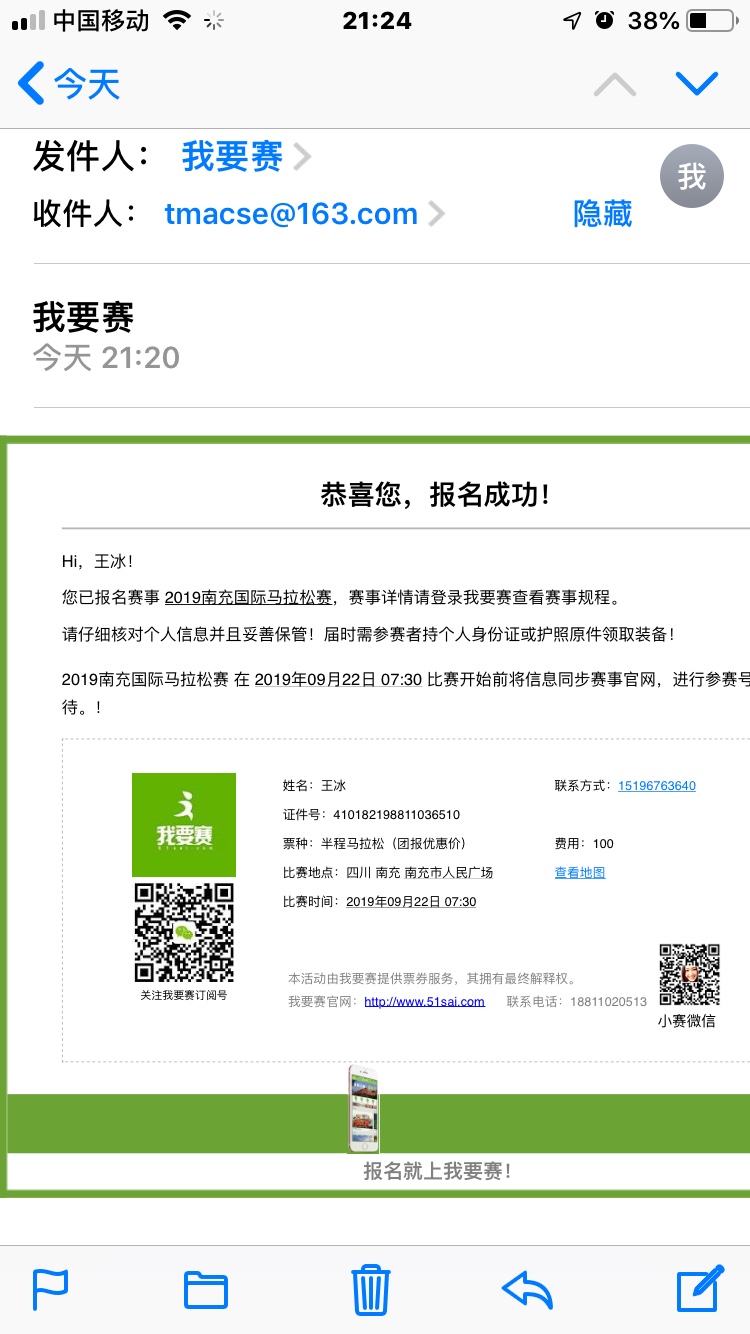 中国移动 21:24 38%
今天
发件人： 我要赛
我
收件人： tmacse@163.com 隐藏
我要赛
今天 21:20
恭喜您，报名成功！
Hi，王冰！
您已报名赛事 2019南充国际马拉松赛，赛事详情请登录我要赛查看赛事规程。
请仔细核对个人信息并且妥善保管！届时需参赛者持个人身份证或护照原件领取装备！
2019南充国际马拉松赛 在 2019年09月22日 07:30 比赛开始前将信息同步赛事官网，进行参赛号
待。！
我要赛
51sai.com
姓名：王冰 联系方式：15196763640
证件号：410182198811036510
票种：半程马拉松（团报优惠价） 费用：100
比赛地点：四川 南充 南充市人民广场 查看地图
比赛时间：2019年09月22日 07:30
关注我要赛订阅号
本活动由我要赛提供票券服务，其拥有最终解释权。
我要赛官网：http://www.51sai.com 联系电话：18811020513
小赛微信
报名就上我要赛！